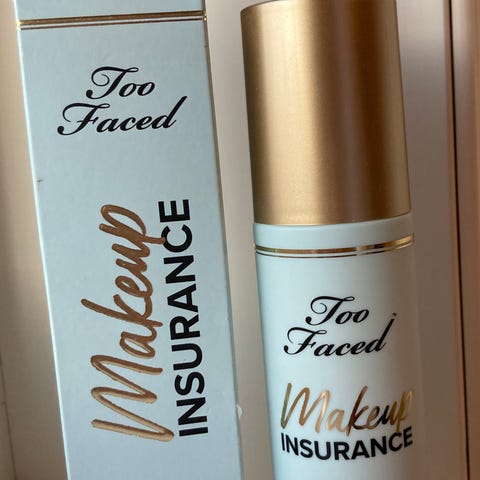 Too
Faced
Makeup
INSURANCE
Too
Faced
Makeup
INSURANCE